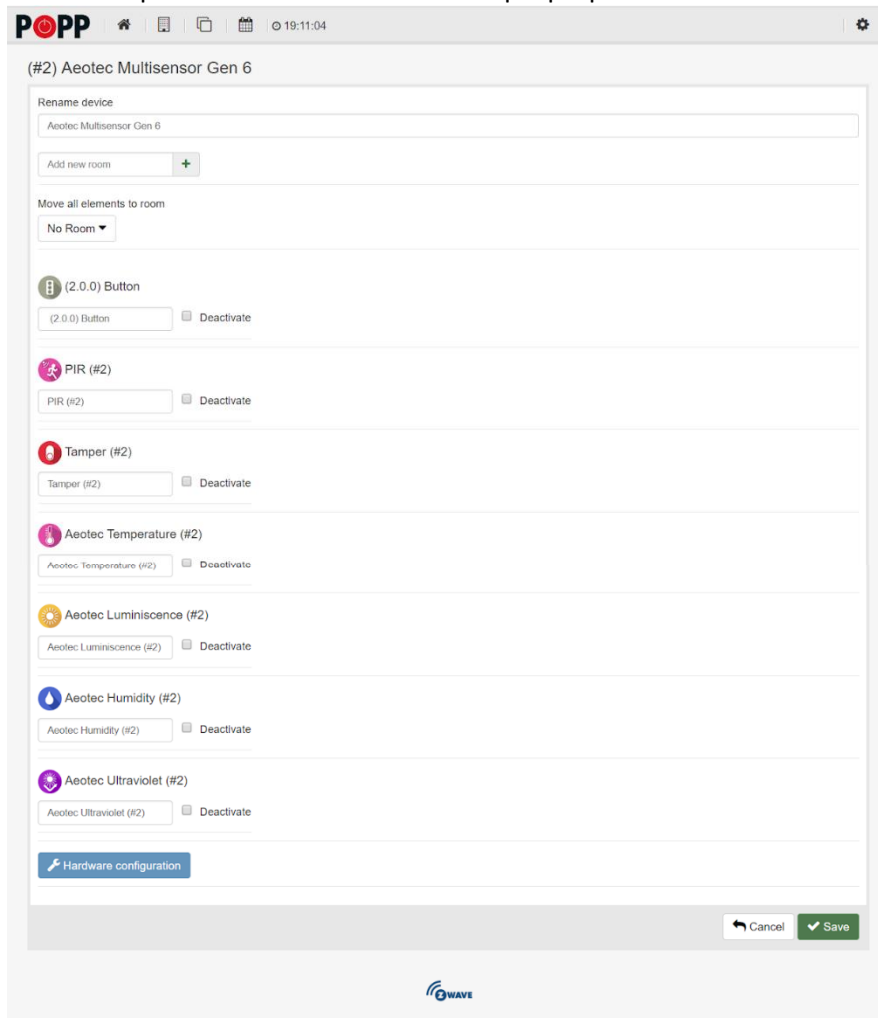 POPP 19:11:04
(#2) Aeotec Multisensor Gen 6
Rename device
Aeotec Multisensor Gen 6
Add new room +
Move all elements to room
No Room
(2.0.0) Button
(2.0.0) Button Deactivate
PIR (#2)
PIR (#2) Deactivate
Tamper (#2)
Tamper (#2) Deactivate
Aeotec Temperature (#2)
Aeotec Temperature (#2) Deactivate
Aeotec Luminiscence (#2)
Aeotec Luminiscence (#2) Deactivate
Aeotec Humidity (#2)
Aeotec Humidity (#2) Deactivate
Aeotec Ultraviolet (#2)
Aeotec Ultraviolet (#2) Deactivate
Hardware configuration
Cancel Save
Z WAVE